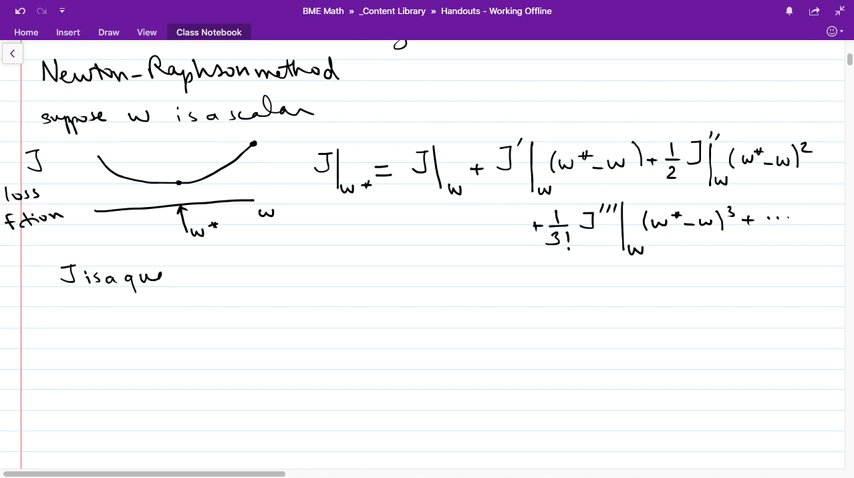 BME Math » _Content Library » Handouts - Working Offline
Home Insert Draw View Class Notebook
Newton-Raphson method
suppose w is a scalar
J
loss
fction
w
w*
J|w* = J|w + J'|w (w*-w) + 1/2 J''|w (w*-w)^2
+ 1/3! J'''|w (w*-w)^3 + ...
J is a que